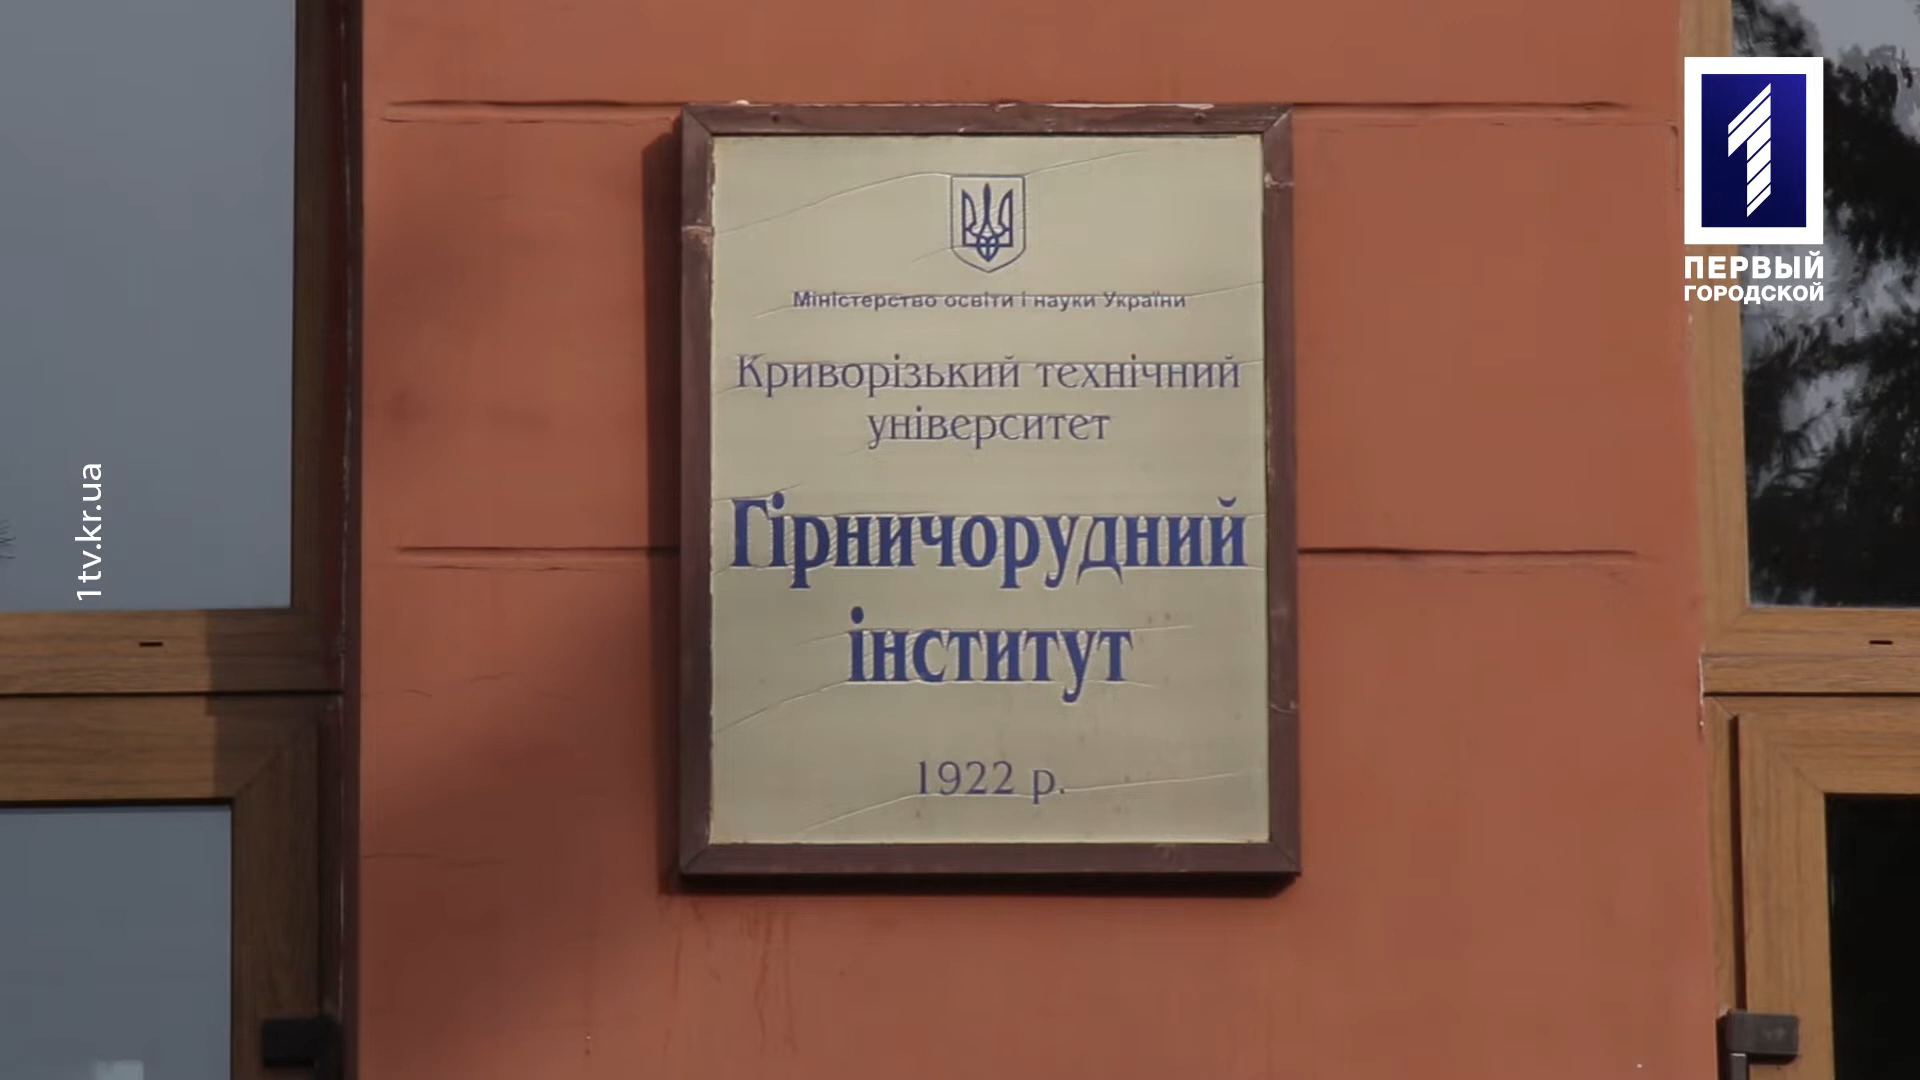 ПЕРВЫЙ
ГОРОДСКОЙ
Міністерство освіти і науки України
Криворізький технічний
університет
Гірничорудний
інститут
1922 р.
1tv.kr.ua